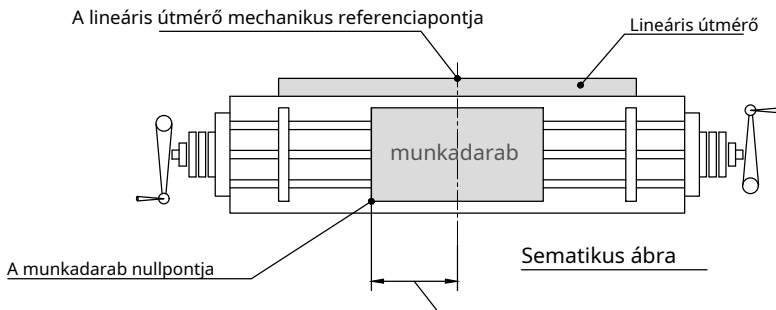 A lineáris útmérő mechanikus referenciapontja
Lineáris útmérő
munkadarab
A munkadarab nullpontja
Sematikus ábra